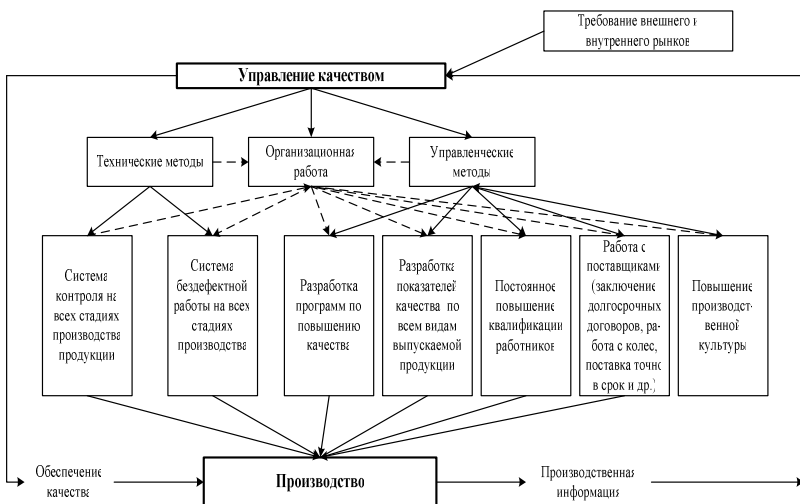 Требование внешнего и
внутреннего рынков
Управление качеством
Технические методы
Организационная
работа
Управленческие
методы
Система
контроля на
всех стадиях
производства
продукции
Система
бездефектной
работы на всех
стадиях
производства
Разработка
программ по
повышению
качества
Разработка
показателей
качества по
всем видам
выпускаемой
продукции
Постоянное
повышение
квалификации
работников
Работа с
поставщиками
(заключение
долгосрочных
договоров, ра-
бота с колес,
поставка точно
в срок и др.)
Повышение
производст-
венной
культуры
Обеспечение
качества
Производство
Производственная
информация